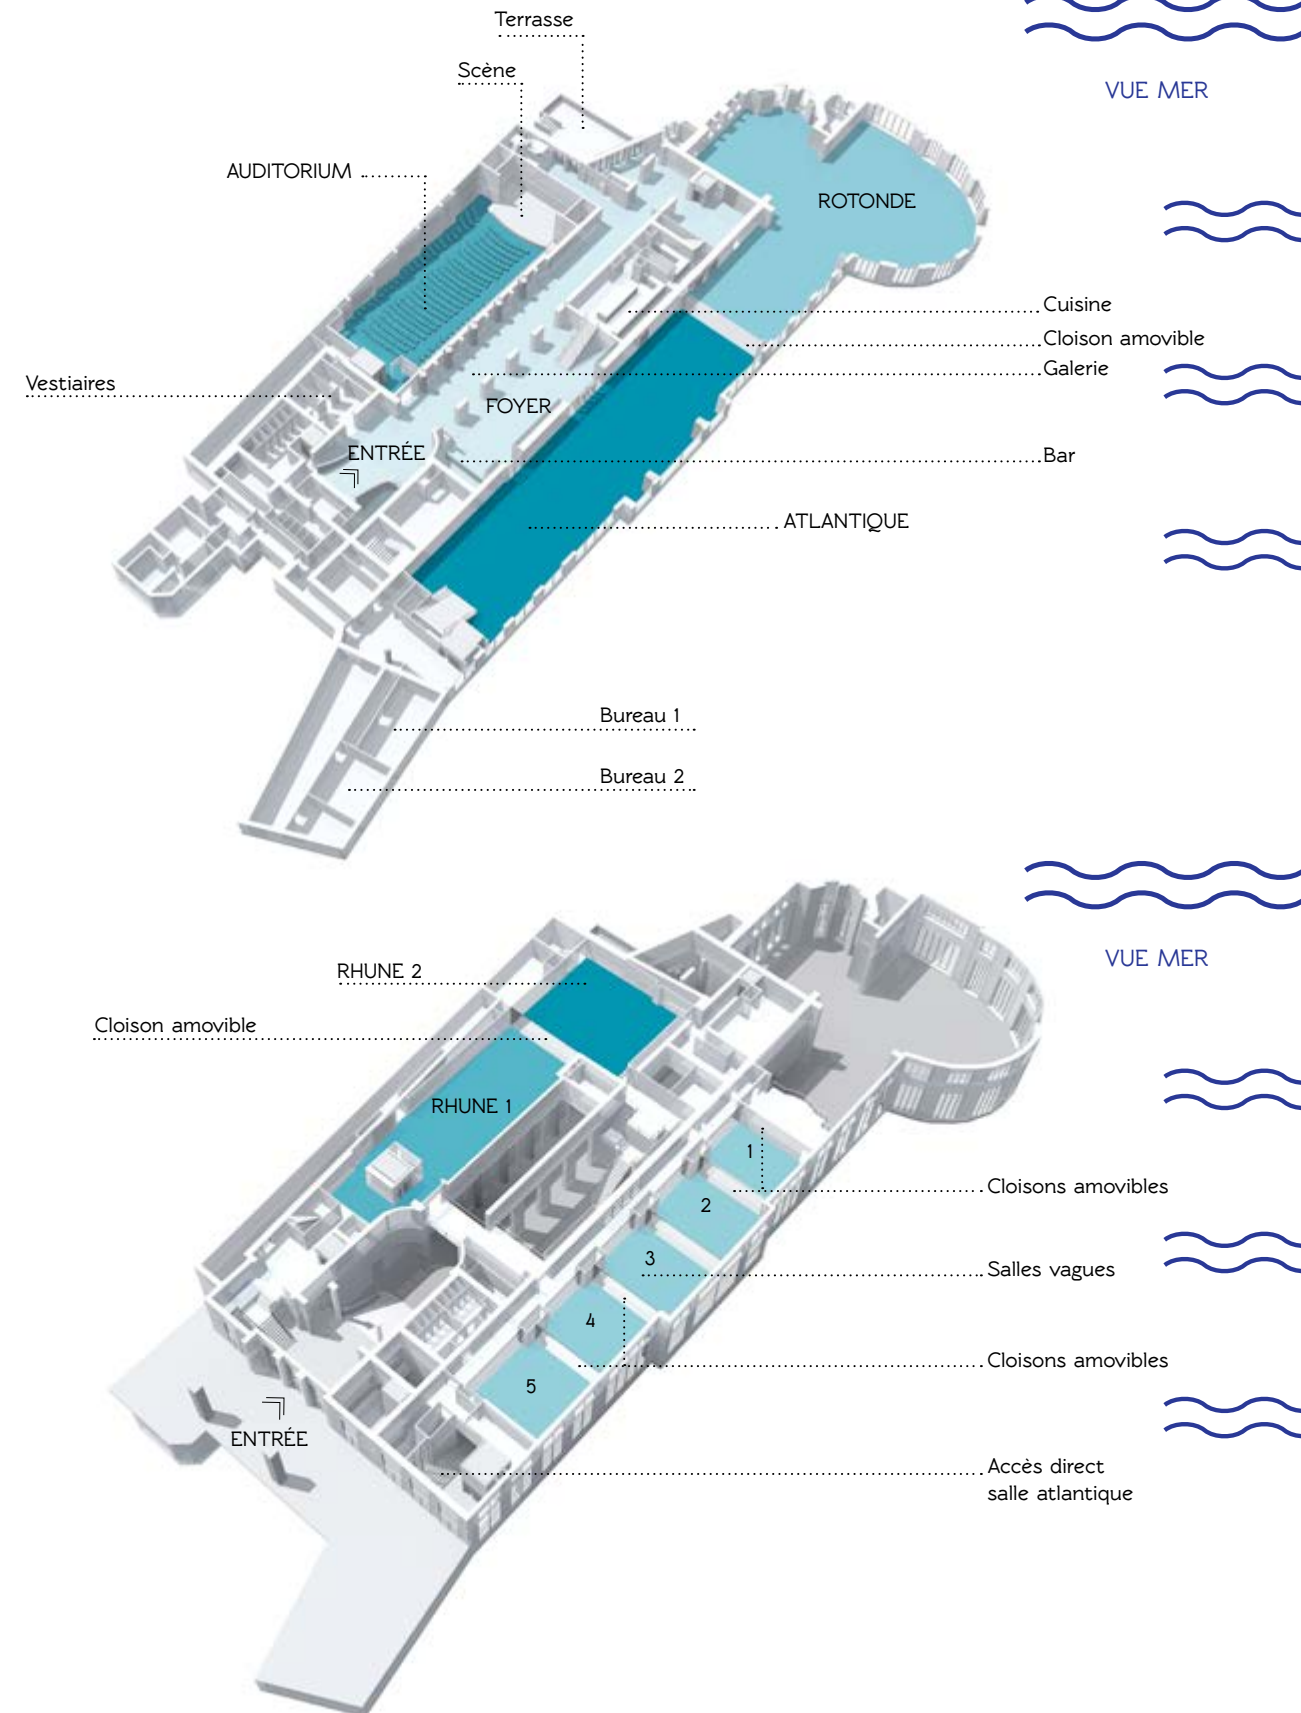 Terrasse
Scène
VUE MER
AUDITORIUM
ROTONDE
Cuisine
Cloison amovible
Galerie
Vestiaires
FOYER
ENTRÉE
Bar
ATLANTIQUE
Bureau 1
Bureau 2
VUE MER
RHUNE 2
Cloison amovible
RHUNE 1
1
Cloisons amovibles
2
3
Salles vagues
4
Cloisons amovibles
5
ENTRÉE
Accès direct
salle atlantique